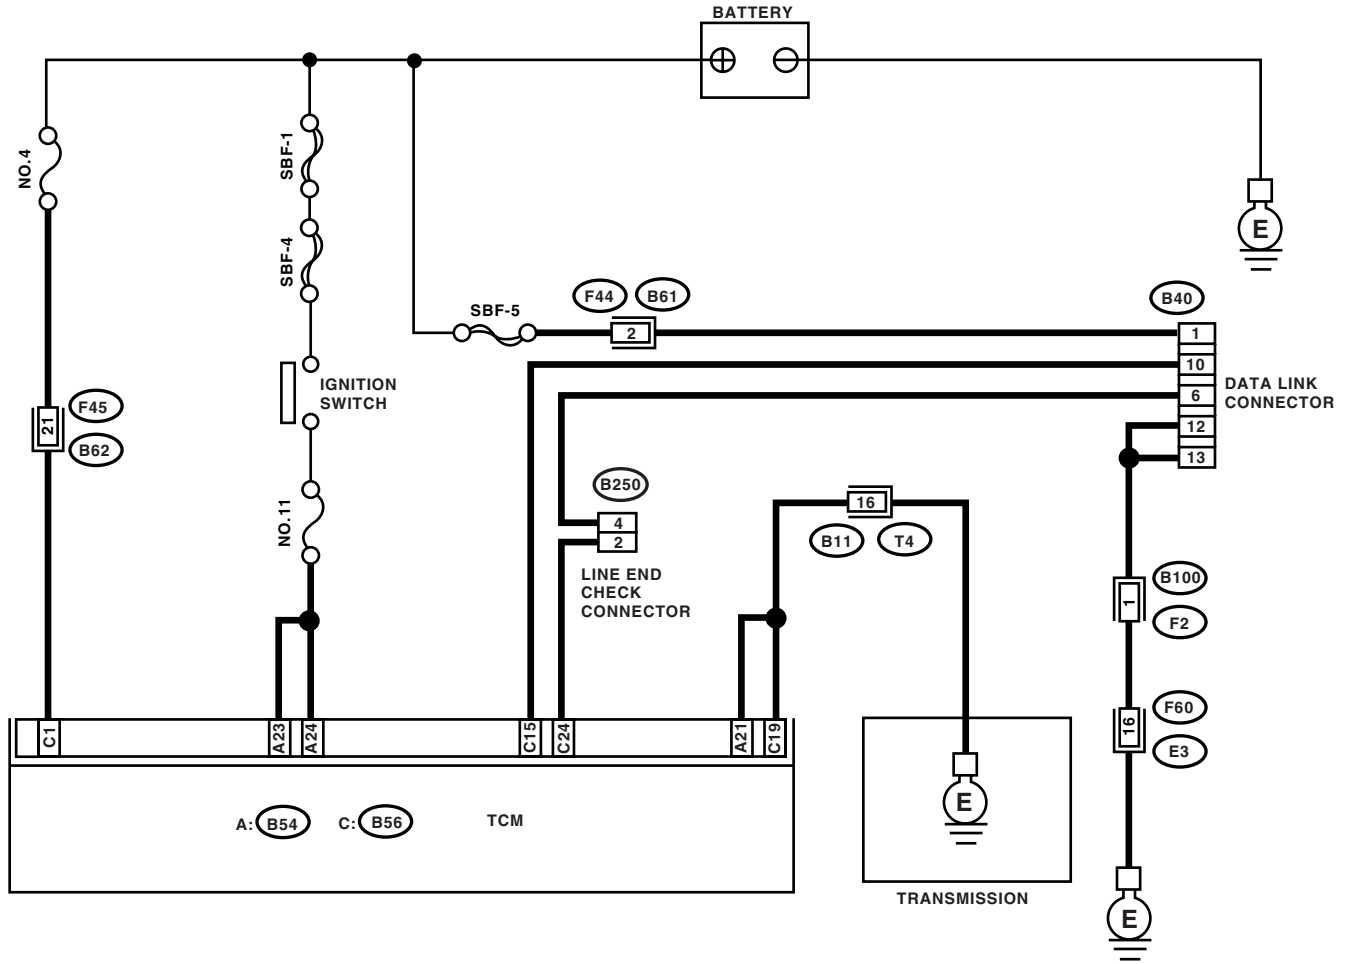 BATTERY
NO.4
SBF-1
SBF-4
E
SBF-5
F44
B61
2
B40
1
10
6
12
13
DATA LINK
CONNECTOR
IGNITION
SWITCH
21
F45
B62
NO.11
B250
4
2
LINE END
CHECK
CONNECTOR
16
B11
T4
1
B100
F2
16
F60
E3
C1
A23
A24
C15
C24
A21
C19
A: B54
C: B56
TCM
E
TRANSMISSION
E